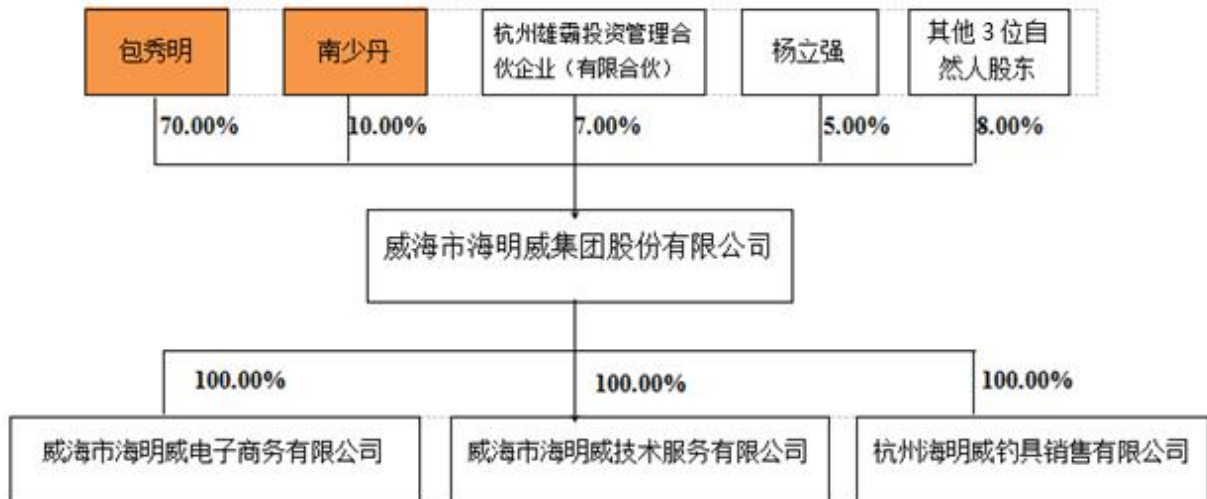 包秀明
南少丹
杭州雄霸投资管理合
伙企业（有限合伙）
杨立强
其他 3 位自
然人股东
70.00%
10.00%
7.00%
5.00%
8.00%
威海市海明威集团股份有限公司
100.00%
100.00%
100.00%
威海市海明威电子商务有限公司
威海市海明威技术服务有限公司
杭州海明威钓具销售有限公司